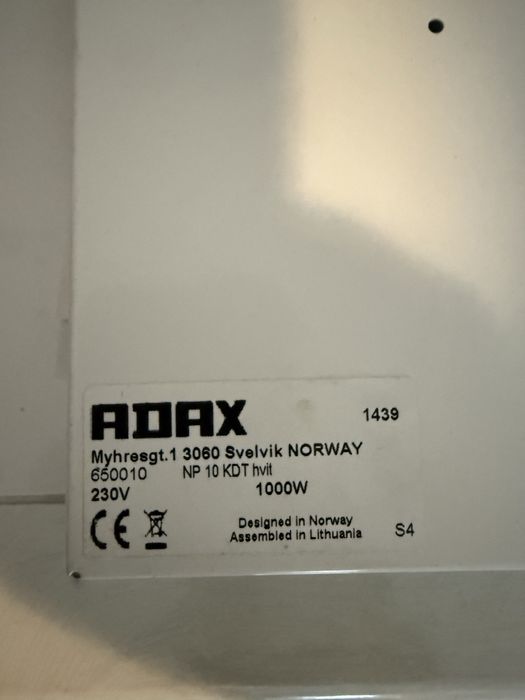 ADAX 1439
Myhresgt.1 3060 Svelvik NORWAY
650010 NP 10 KDT hvit
230V 1000W
CE Designed in Norway
Assembled in Lithuania S4